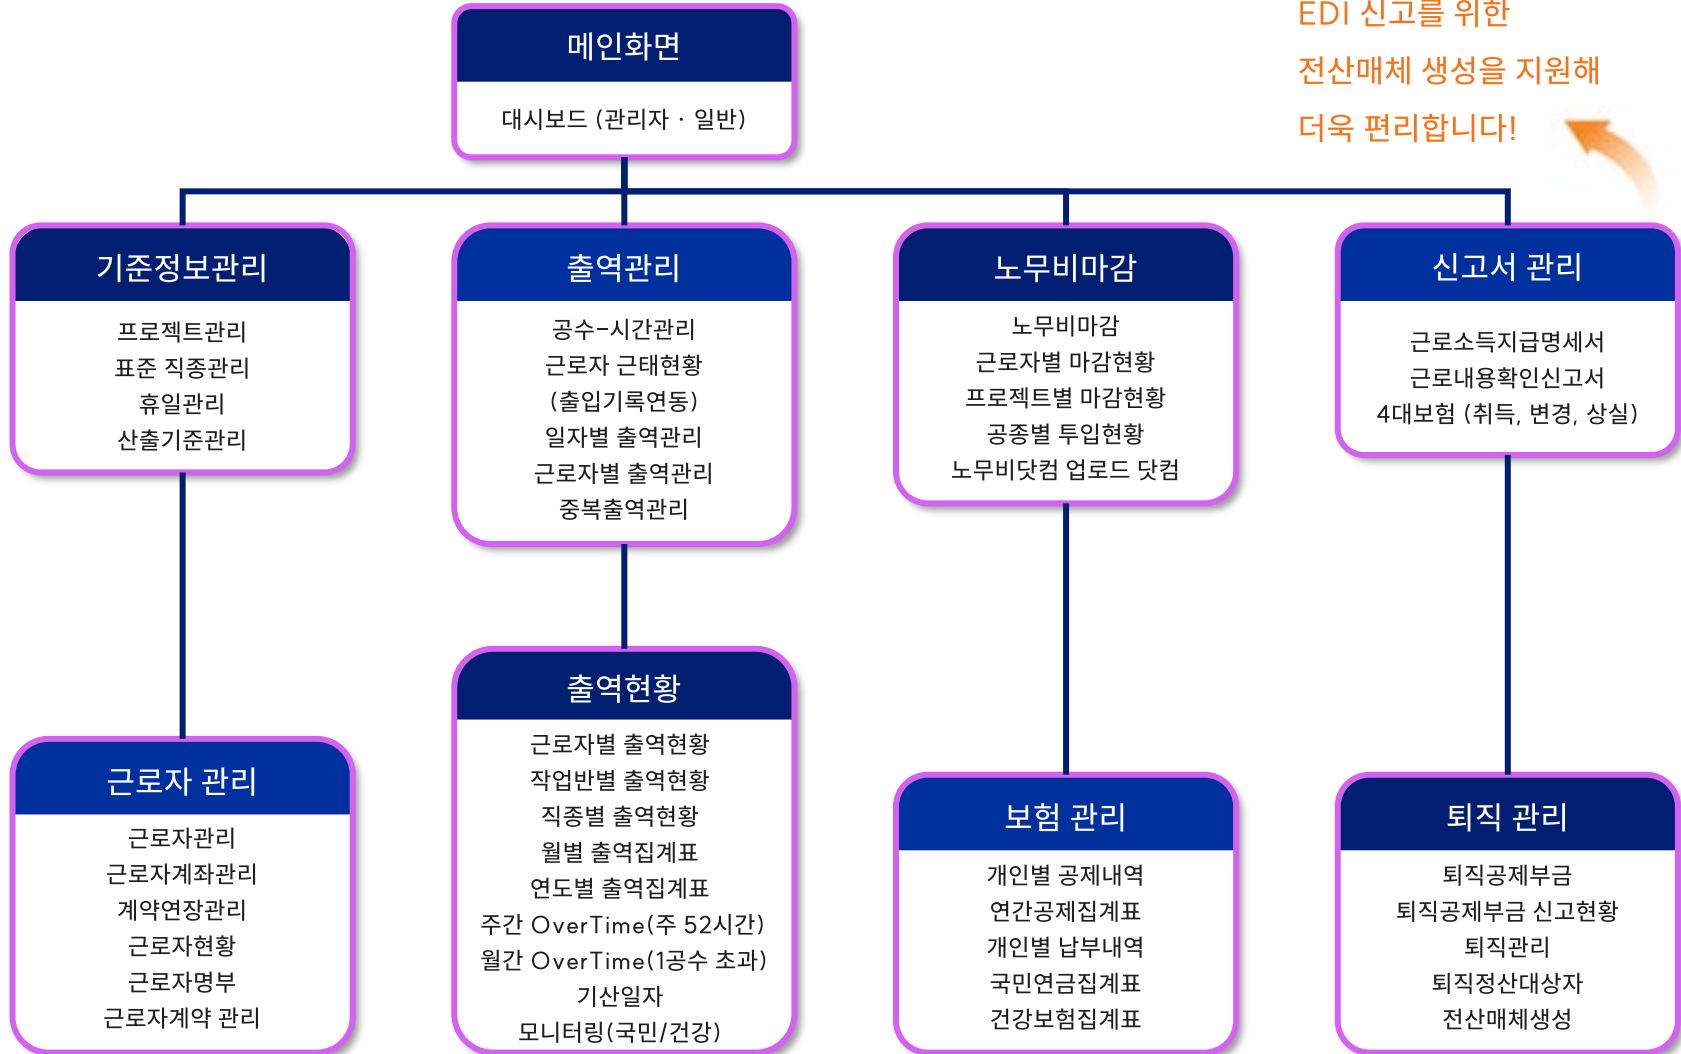 메인화면
대시보드 (관리자 · 일반)
EDI 신고를 위한
전산매체 생성을 지원해
더욱 편리합니다!
기준정보관리
프로젝트관리
표준 직종관리
휴일관리
산출기준관리
출역관리
공수-시간관리
근로자 근태현황
(출입기록연동)
일자별 출역관리
근로자별 출역관리
중복출역관리
노무비마감
노무비마감
근로자별 마감현황
프로젝트별 마감현황
공종별 투입현황
노무비닷컴 업로드 닷컴
신고서 관리
근로소득지급명세서
근로내용확인신고서
4대보험 (취득, 변경, 상실)
근로자 관리
근로자관리
근로자계좌관리
계약연장관리
근로자현황
근로자명부
근로자계약 관리
출역현황
근로자별 출역현황
작업반별 출역현황
직종별 출역현황
월별 출역집계표
연도별 출역집계표
주간 OverTime(주 52시간)
월간 OverTime(1공수 초과)
기산일자
모니터링(국민/건강)
보험 관리
개인별 공제내역
연간공제집계표
개인별 납부내역
국민연금집계표
건강보험집계표
퇴직 관리
퇴직공제부금
퇴직공제부금 신고현황
퇴직관리
퇴직정산대상자
전산매체생성